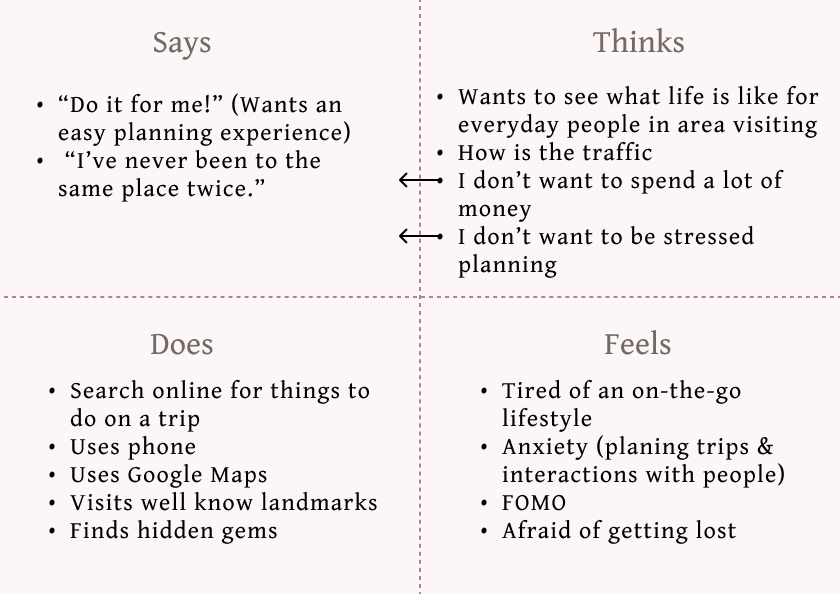 Says
• “Do it for me!” (Wants an
easy planning experience)
• “I’ve never been to the
same place twice.”
Thinks
• Wants to see what life is like for
everyday people in area visiting
• How is the traffic
• I don’t want to spend a lot of
money
• I don’t want to be stressed
planning
Does
• Search online for things to
do on a trip
• Uses phone
• Uses Google Maps
• Visits well know landmarks
• Finds hidden gems
Feels
• Tired of an on-the-go
lifestyle
• Anxiety (planing trips &
interactions with people)
• FOMO
• Afraid of getting lost